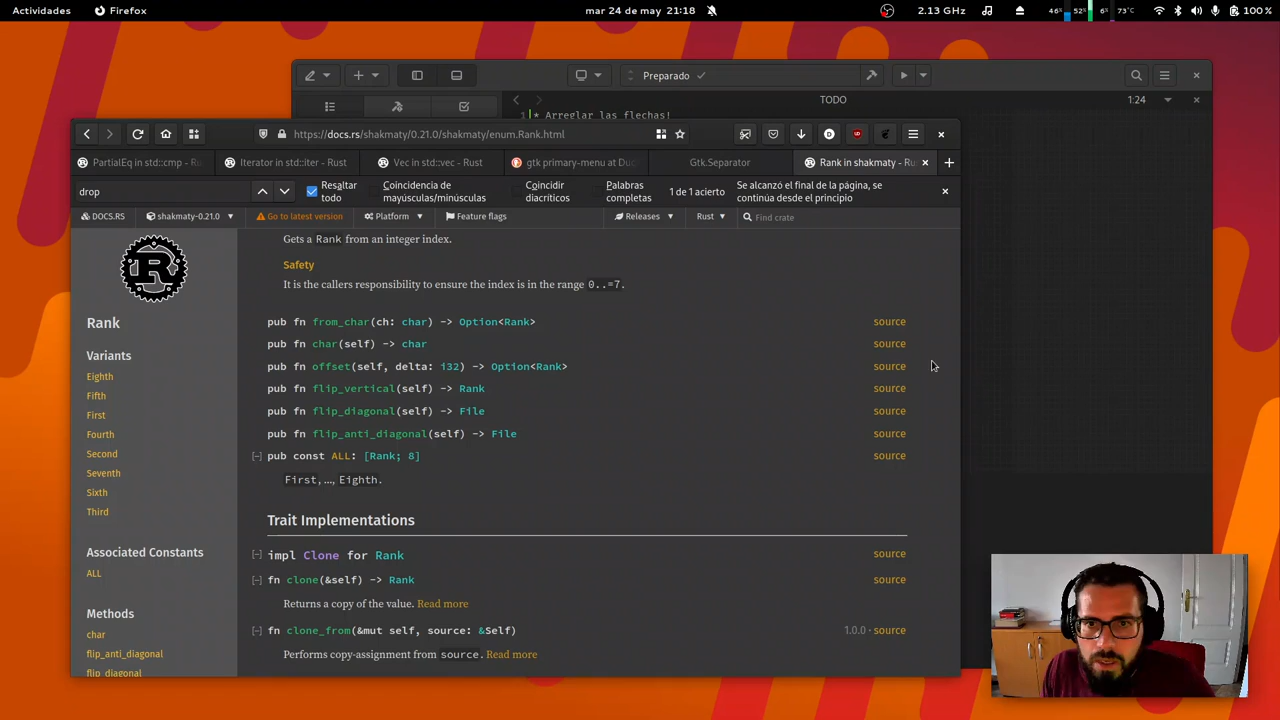 Actividades
Firefox
mar 24 de may 21:18
2.13 GHz
46%
52%
6%
73°C
100 %
Preparado
TODO
1:24
1 * Arreglar las flechas!
https://docs.rs/shakmaty/0.21.0/shakmaty/enum.Rank.html
PartialEq in std::cmp - Ru
Iterator in std::iter - Rust
Vec in std::vec - Rust
gtk primary-menu at Duc
Gtk.Separator
Rank in shakmaty - Ru
drop
Resaltar todo
Coincidencia de mayúsculas/minúsculas
Coincidir diacríticos
Palabras completas
1 de 1 acierto
Se alcanzó el final de la página, se continúa desde el principio
DOCS.RS
shakmaty-0.21.0
Go to latest version
Platform
Feature flags
Releases
Rust
Find crate
Rank
Variants
Eighth
Fifth
First
Fourth
Second
Seventh
Sixth
Third
Associated Constants
ALL
Methods
char
flip_anti_diagonal
flip_diagonal
Gets a Rank from an integer index.
Safety
It is the callers responsibility to ensure the index is in the range 0..=7.
pub fn from_char(ch: char) -> Option<Rank> source
pub fn char(self) -> char source
pub fn offset(self, delta: i32) -> Option<Rank> source
pub fn flip_vertical(self) -> Rank source
pub fn flip_diagonal(self) -> File source
pub fn flip_anti_diagonal(self) -> File source
[-] pub const ALL: [Rank; 8] source
First, …, Eighth.
Trait Implementations
[-] impl Clone for Rank source
[-] fn clone(&self) -> Rank source
Returns a copy of the value. Read more
[-] fn clone_from(&mut self, source: &Self) 1.0.0 · source
Performs copy-assignment from source. Read more